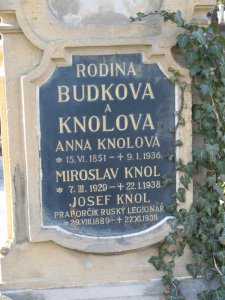 RODINA
BUDKOVA
A
KNOLOVA
ANNA KNOLOVÁ
* 15. VI. 1851 – + 9. I. 1936.
MIROSLAV KNOL
* 7. III. 1929 – + 22. I. 1938.
JOSEF KNOL
PRAPORČÍK RUSKÝ LEGIONÁŘ
* 29. VIII. 1889 – + 22. XI. 1938.